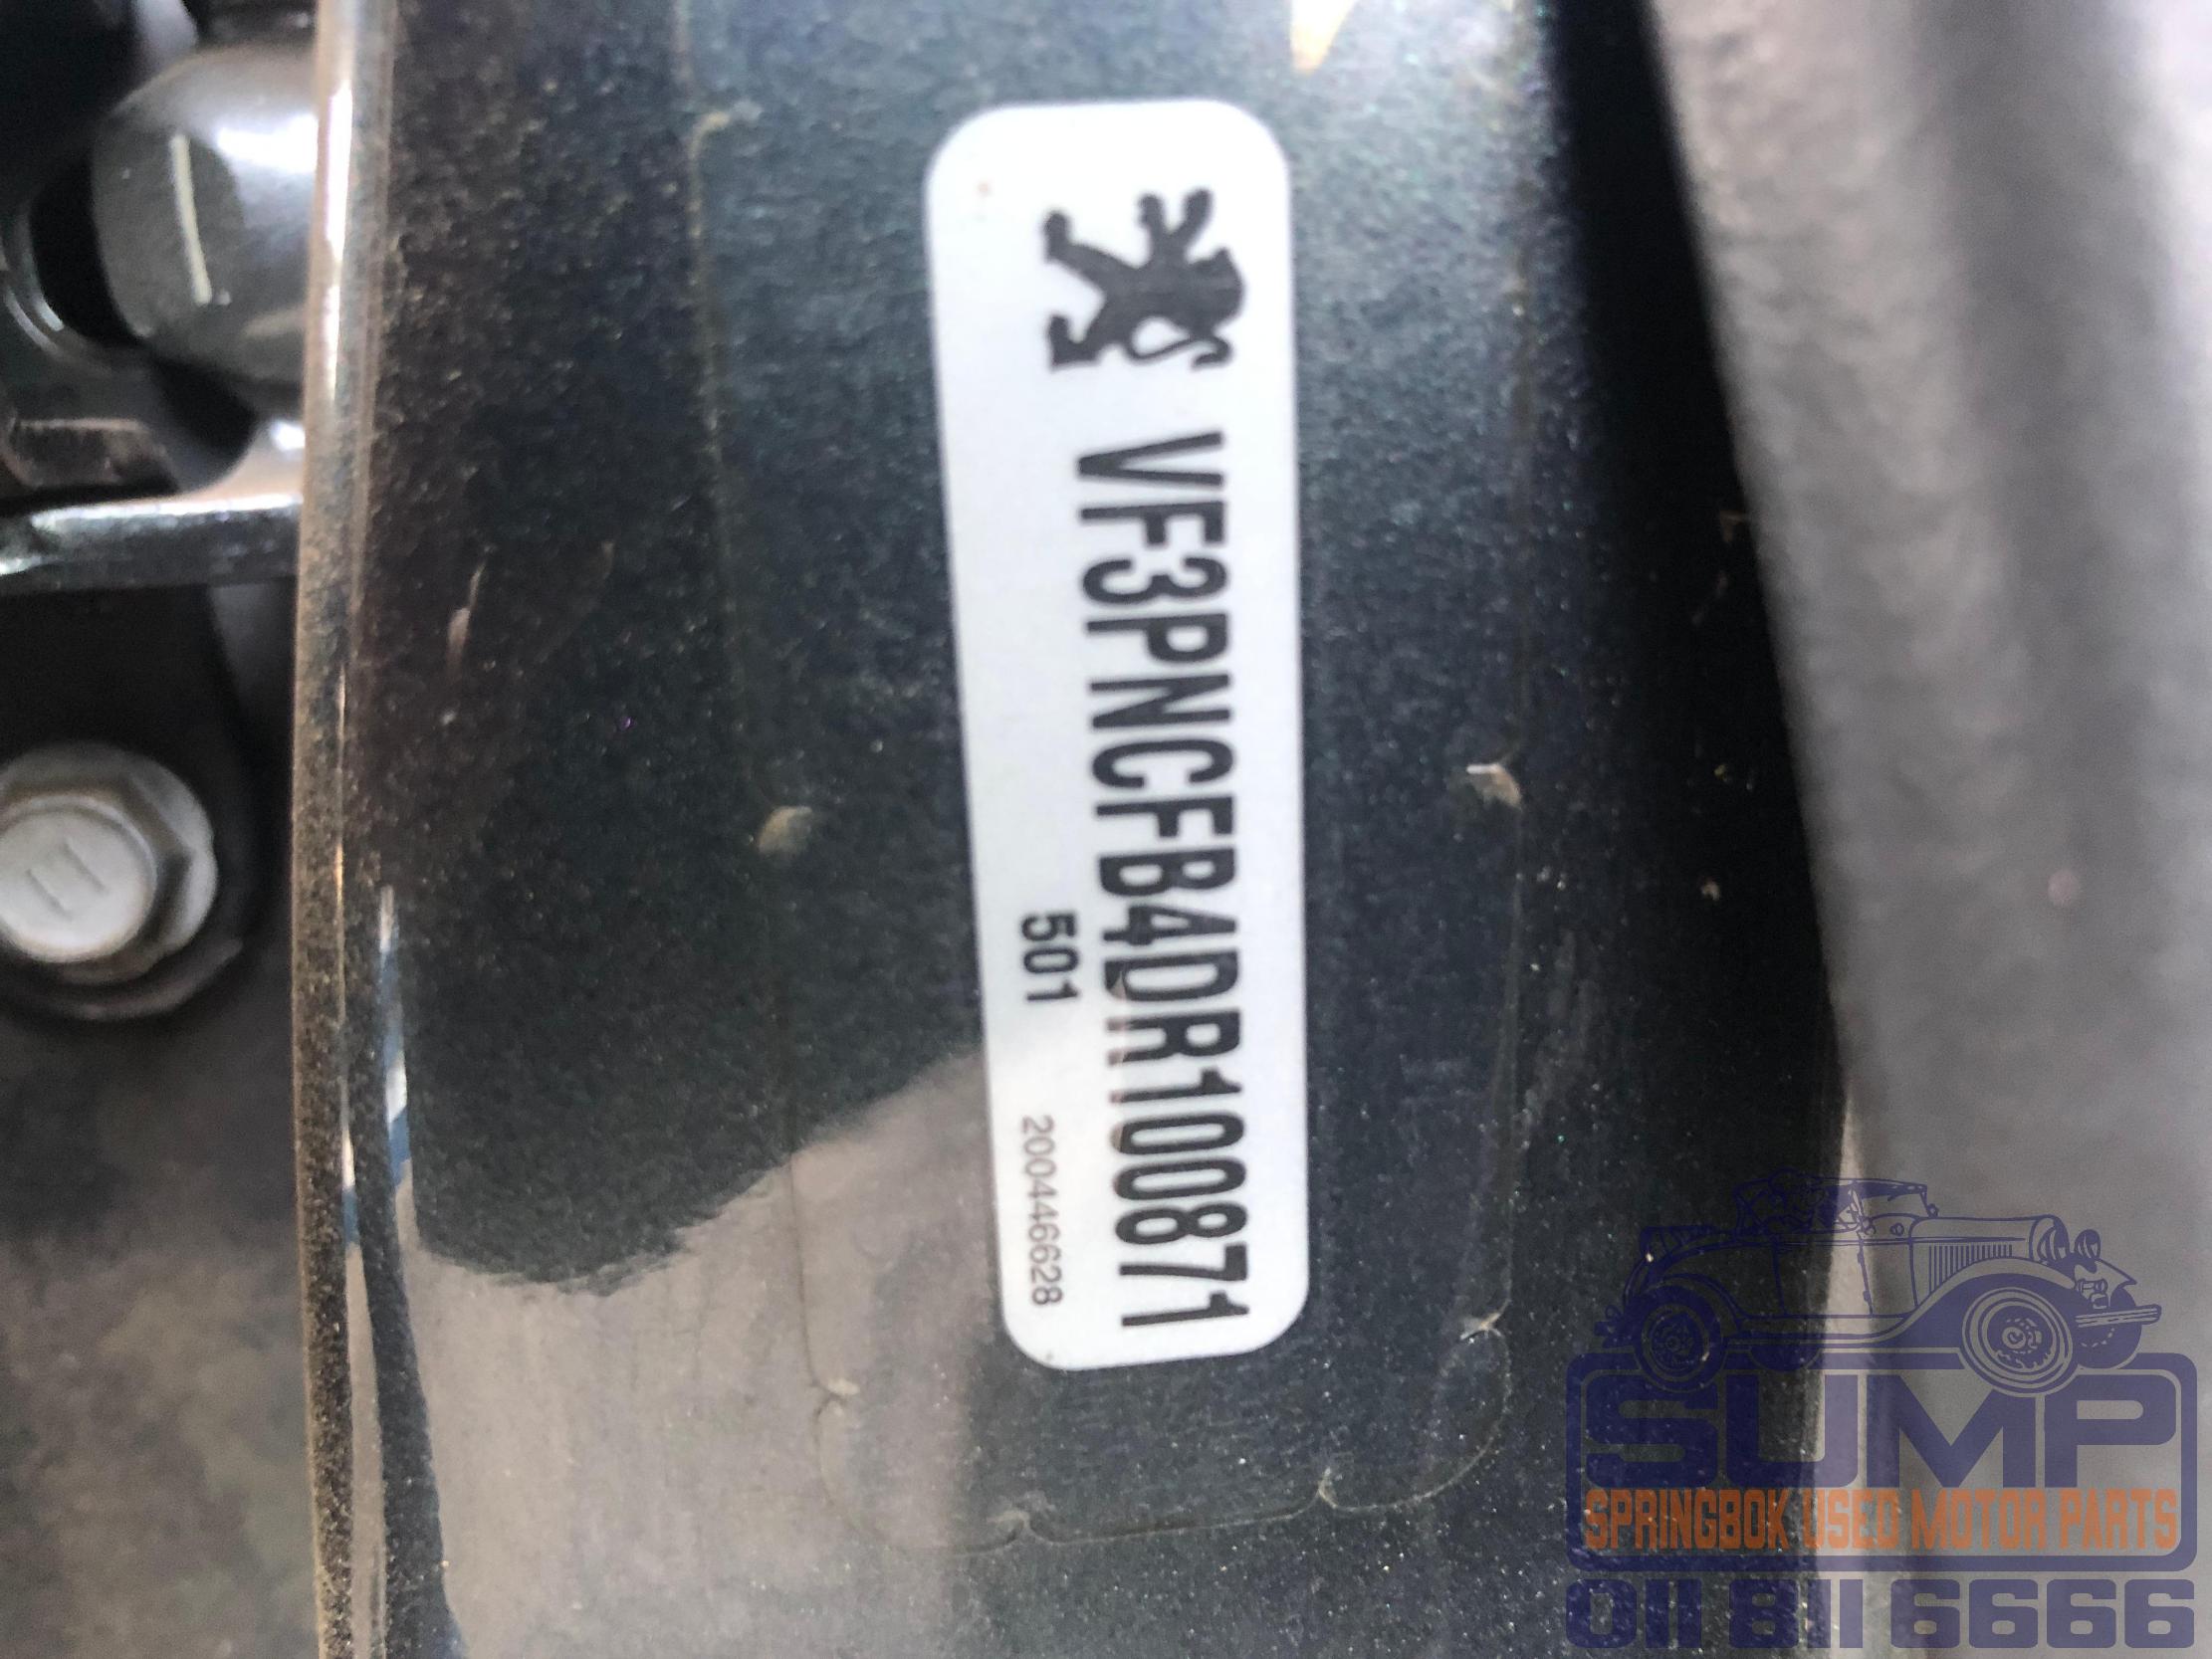 VF3PNCFB4DR100871
501
200446628
SUMP
SPRINGBOK USED MOTOR PARTS
011 811 6666